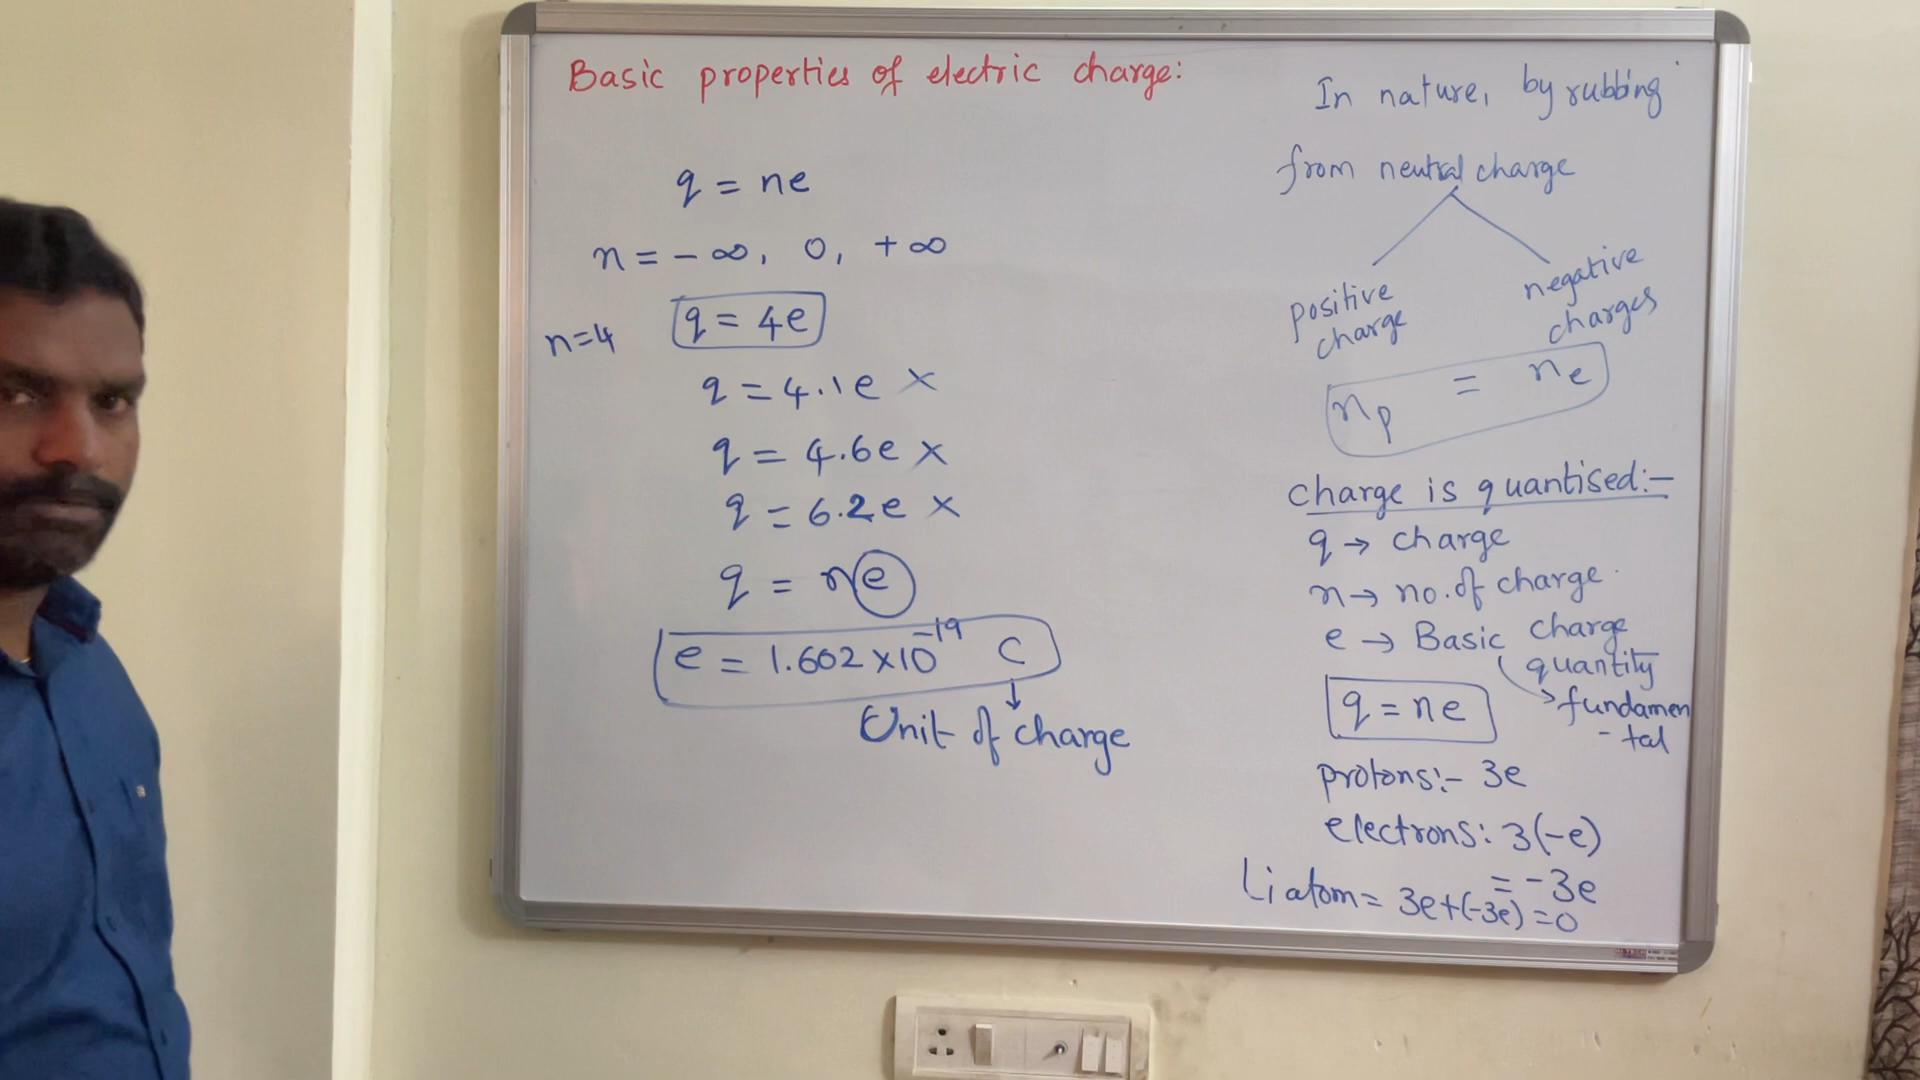 Basic properties of electric charge:
q = ne
n = - ∞, 0, + ∞
n=4 q = 4e
q = 4.1e ×
q = 4.6e ×
q = 6.2e ×
q = ne
e = 1.602 × 10⁻¹⁹ C
↓
Unit of charge
In nature, by rubbing
from neutral charge
positive
charge
negative
charges
nₚ = nₑ
charge is quantised:-
q → charge
n → no. of charge.
e → Basic charge
quantity
→ fundamen
- tal
q = ne
protons:- 3e
electrons: 3(-e)
= -3e
Li atom = 3e+(-3e) = 0